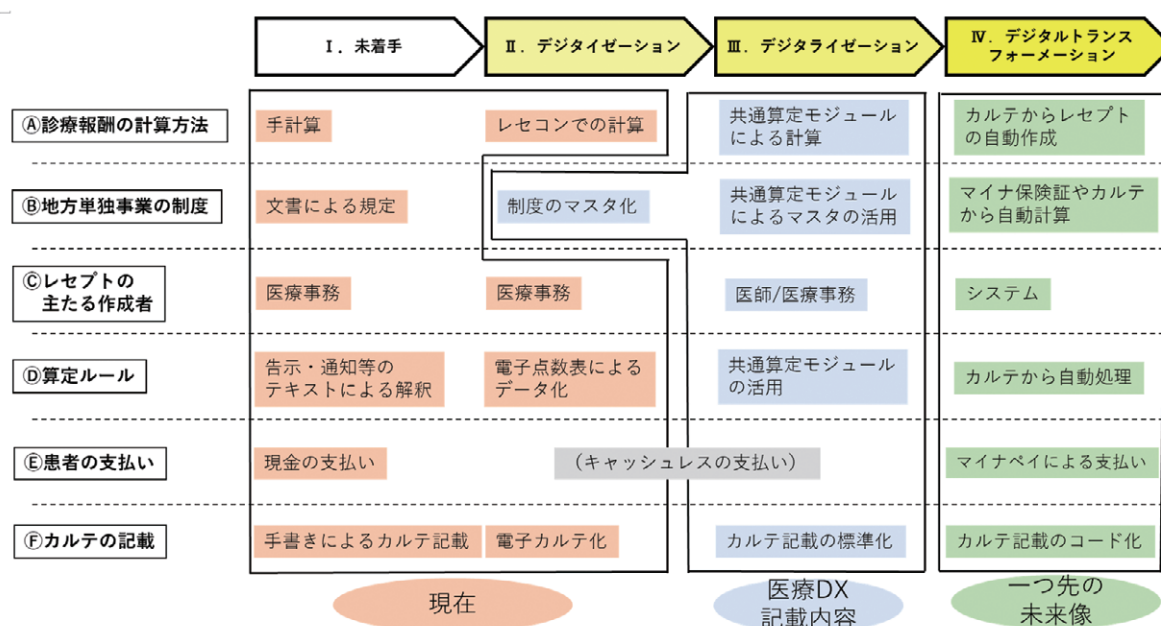 Ⅰ．未着手
Ⅱ．デジタイゼーション
Ⅲ．デジタライゼーション
Ⅳ．デジタルトランス
フォーメーション
Ⓐ診療報酬の計算方法
手計算
レセコンでの計算
共通算定モジュール
による計算
カルテからレセプト
の自動作成
Ⓑ地方単独事業の制度
文書による規定
制度のマスタ化
共通算定モジュール
によるマスタの活用
マイナ保険証やカルテ
から自動計算
Ⓒレセプトの
主たる作成者
医療事務
医療事務
医師/医療事務
システム
Ⓓ算定ルール
告示・通知等の
テキストによる解釈
電子点数表による
データ化
共通算定モジュール
の活用
カルテから自動処理
Ⓔ患者の支払い
現金の支払い
（キャッシュレスの支払い）
マイナペイによる支払い
Ⓕカルテの記載
手書きによるカルテ記載
電子カルテ化
カルテ記載の標準化
カルテ記載のコード化
現在
医療DX
記載内容
一つ先の
未来像